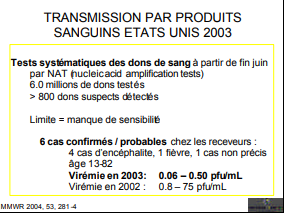 TRANSMISSION PAR PRODUITS
SANGUINS ETATS UNIS 2003
Tests systématiques des dons de sang à partir de fin juin
par NAT (nucleic acid amplification tests)
6.0 millions de dons testés
> 800 dons suspects détectés
Limite = manque de sensibilité
6 cas confirmés / probables chez les receveurs :
4 cas d'encéphalite, 1 fièvre, 1 cas non précis
âge 13-82
Virémie en 2003: 0.06 – 0.50 pfu/mL
Virémie en 2002 : 0.8 – 75 pfu/mL
MMWR 2004, 53, 281-4